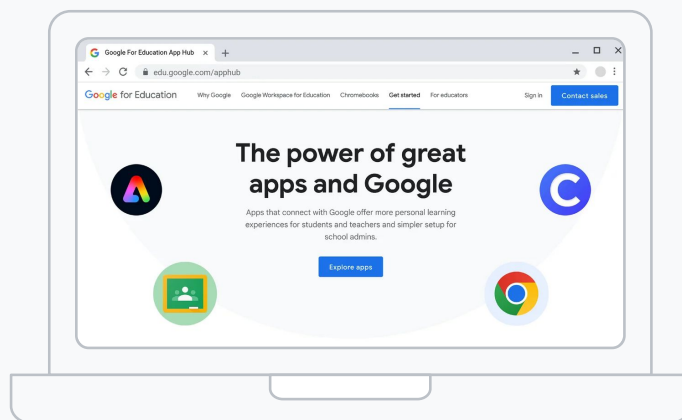 Google For Education App Hub
edu.google.com/apphub
Google for Education Why Google Google Workspace for Education Chromebooks Get started For educators Sign in Contact sales
The power of great
apps and Google
Apps that connect with Google offer more personal learning
experiences for students and teachers and simpler setup for
school admins.
Explore apps